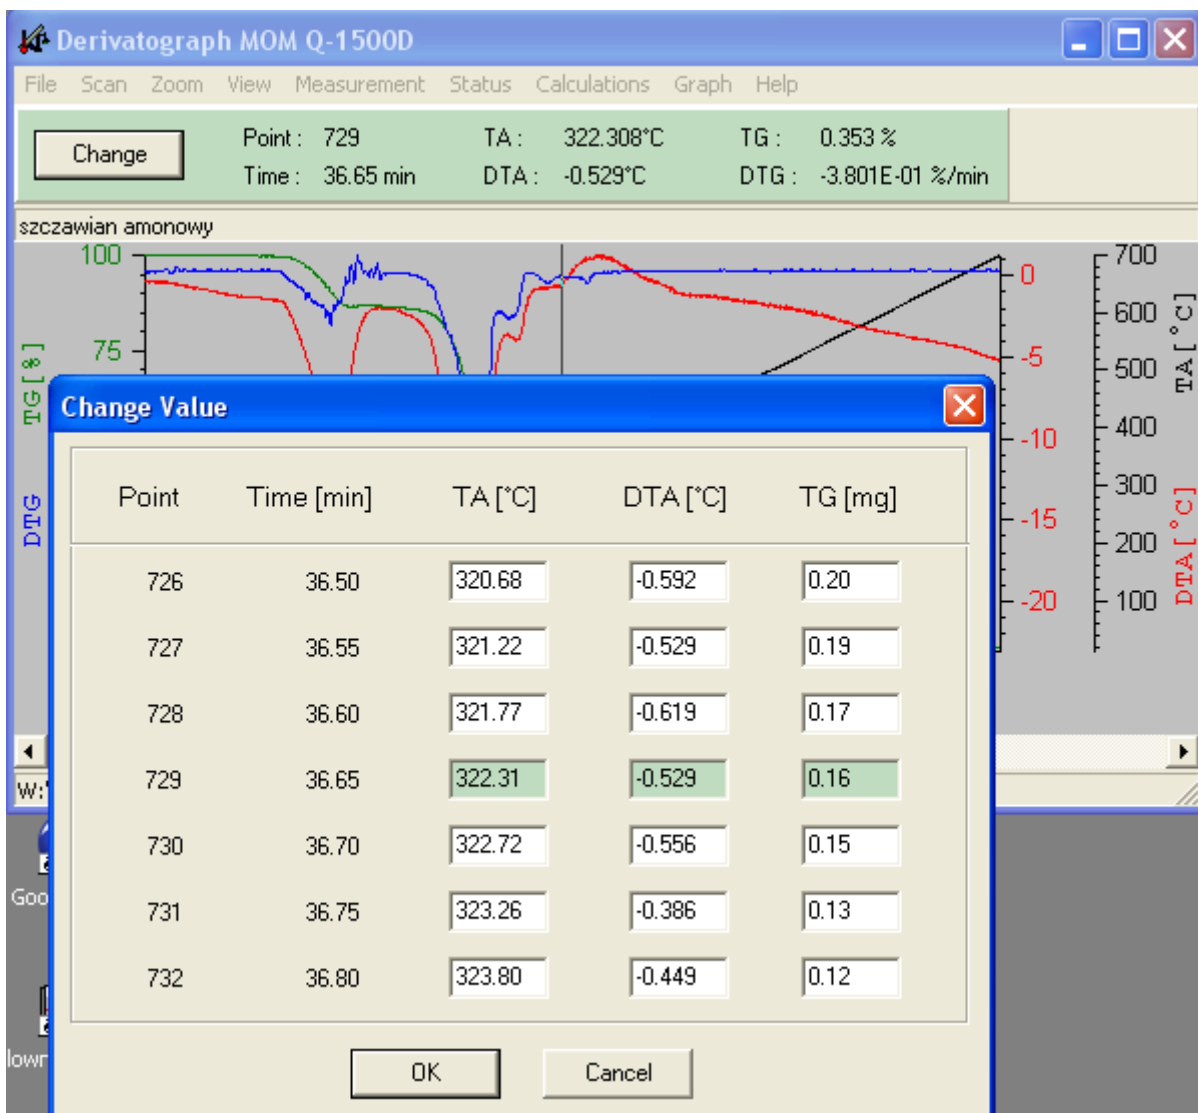 Derivatograph MOM Q-1500D
File Scan Zoom View Measurement Status Calculations Graph Help
Change
Point : 729 TA : 322.308°C TG : 0.353 %
Time : 36.65 min DTA : -0.529°C DTG : -3.801E-01 %/min
szczawian amonowy
100
75
TG[%]
DTG
0
-5
-10
-15
-20
700
600
500
400
300
200
100
TA[°C]
DTA[°C]
Change Value
Point Time [min] TA [°C] DTA [°C] TG [mg]
726 36.50 320.68 -0.592 0.20
727 36.55 321.22 -0.529 0.19
728 36.60 321.77 -0.619 0.17
729 36.65 322.31 -0.529 0.16
730 36.70 322.72 -0.556 0.15
731 36.75 323.26 -0.386 0.13
732 36.80 323.80 -0.449 0.12
OK Cancel
W:
Goo